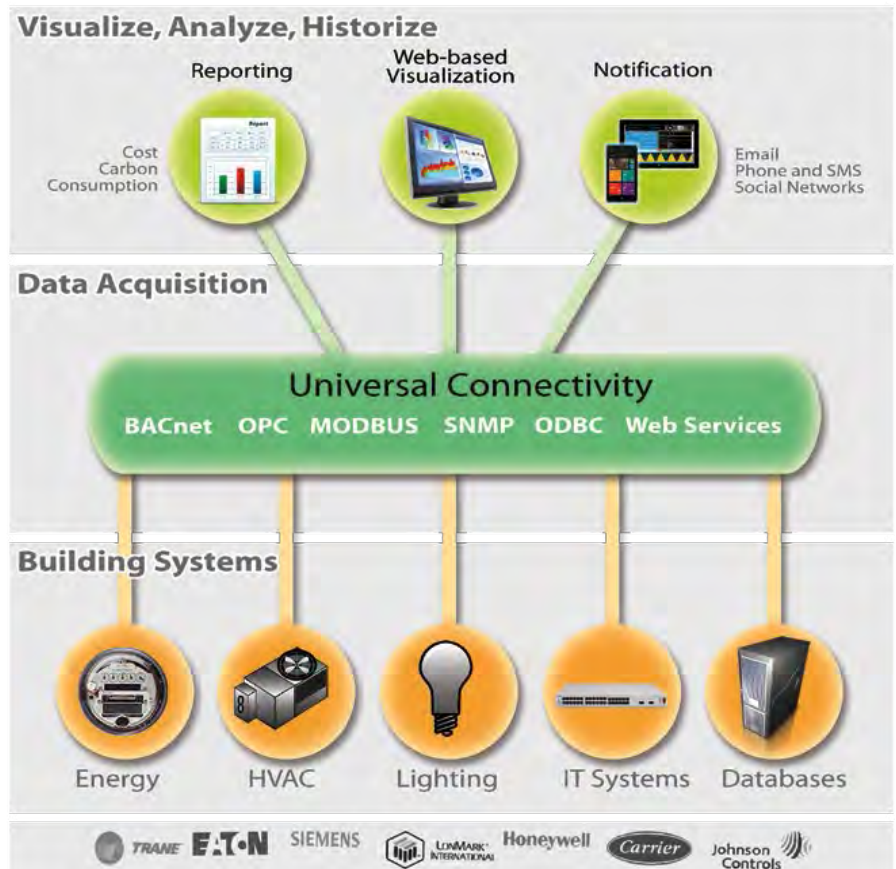 Visualize, Analyze, Historize
Reporting
Web-based
Visualization
Notification
Cost
Carbon
Consumption
Report
Email
Phone and SMS
Social Networks
Data Acquisition
Universal Connectivity
BACnet OPC MODBUS SNMP ODBC Web Services
Building Systems
Energy
HVAC
Lighting
IT Systems
Databases
TRANE
EATON
SIEMENS
LONMARK
INTERNATIONAL
Honeywell
Carrier
Johnson
Controls